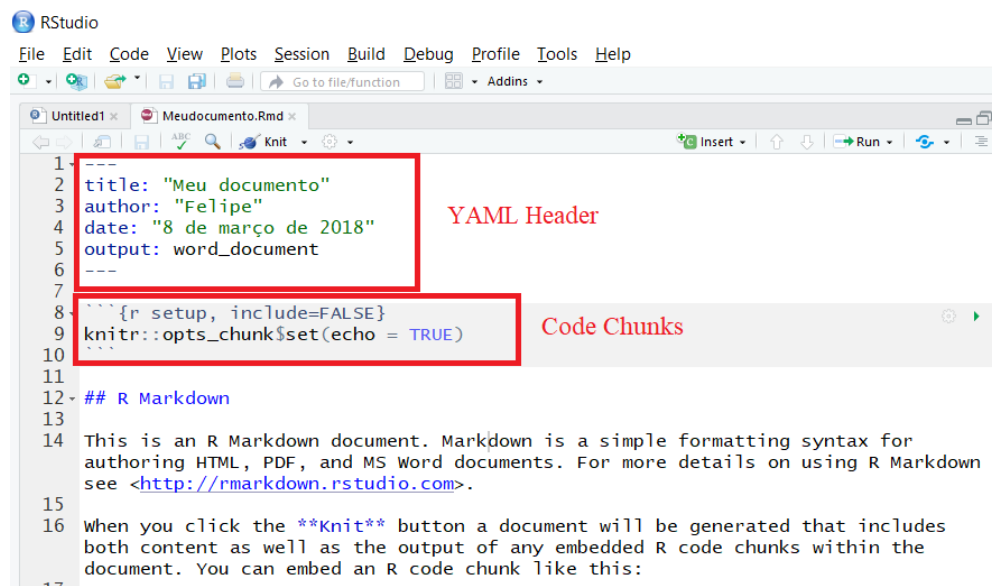 RStudio
File Edit Code View Plots Session Build Debug Profile Tools Help
Go to file/function Addins
Untitled1 Meudocumento.Rmd
ABC Knit Insert Run
1 ---
2 title: "Meu documento"
3 author: "Felipe"
4 date: "8 de março de 2018"
5 output: word_document
6 ---
YAML Header
7
8 ```{r setup, include=FALSE}
9 knitr::opts_chunk$set(echo = TRUE)
10 ```
Code Chunks
11
12 ## R Markdown
13
14 This is an R Markdown document. Markdown is a simple formatting syntax for
authoring HTML, PDF, and MS Word documents. For more details on using R Markdown
see <http://rmarkdown.rstudio.com>.
15
16 When you click the **Knit** button a document will be generated that includes
both content as well as the output of any embedded R code chunks within the
document. You can embed an R code chunk like this:
17